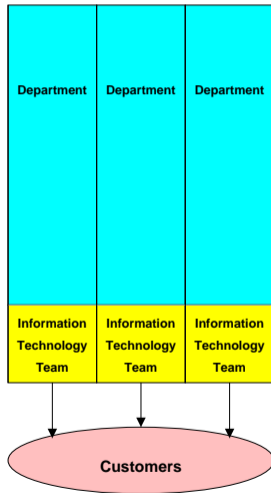 Department Department Department
Information Information Information
Technology Technology Technology
Team Team Team
Customers